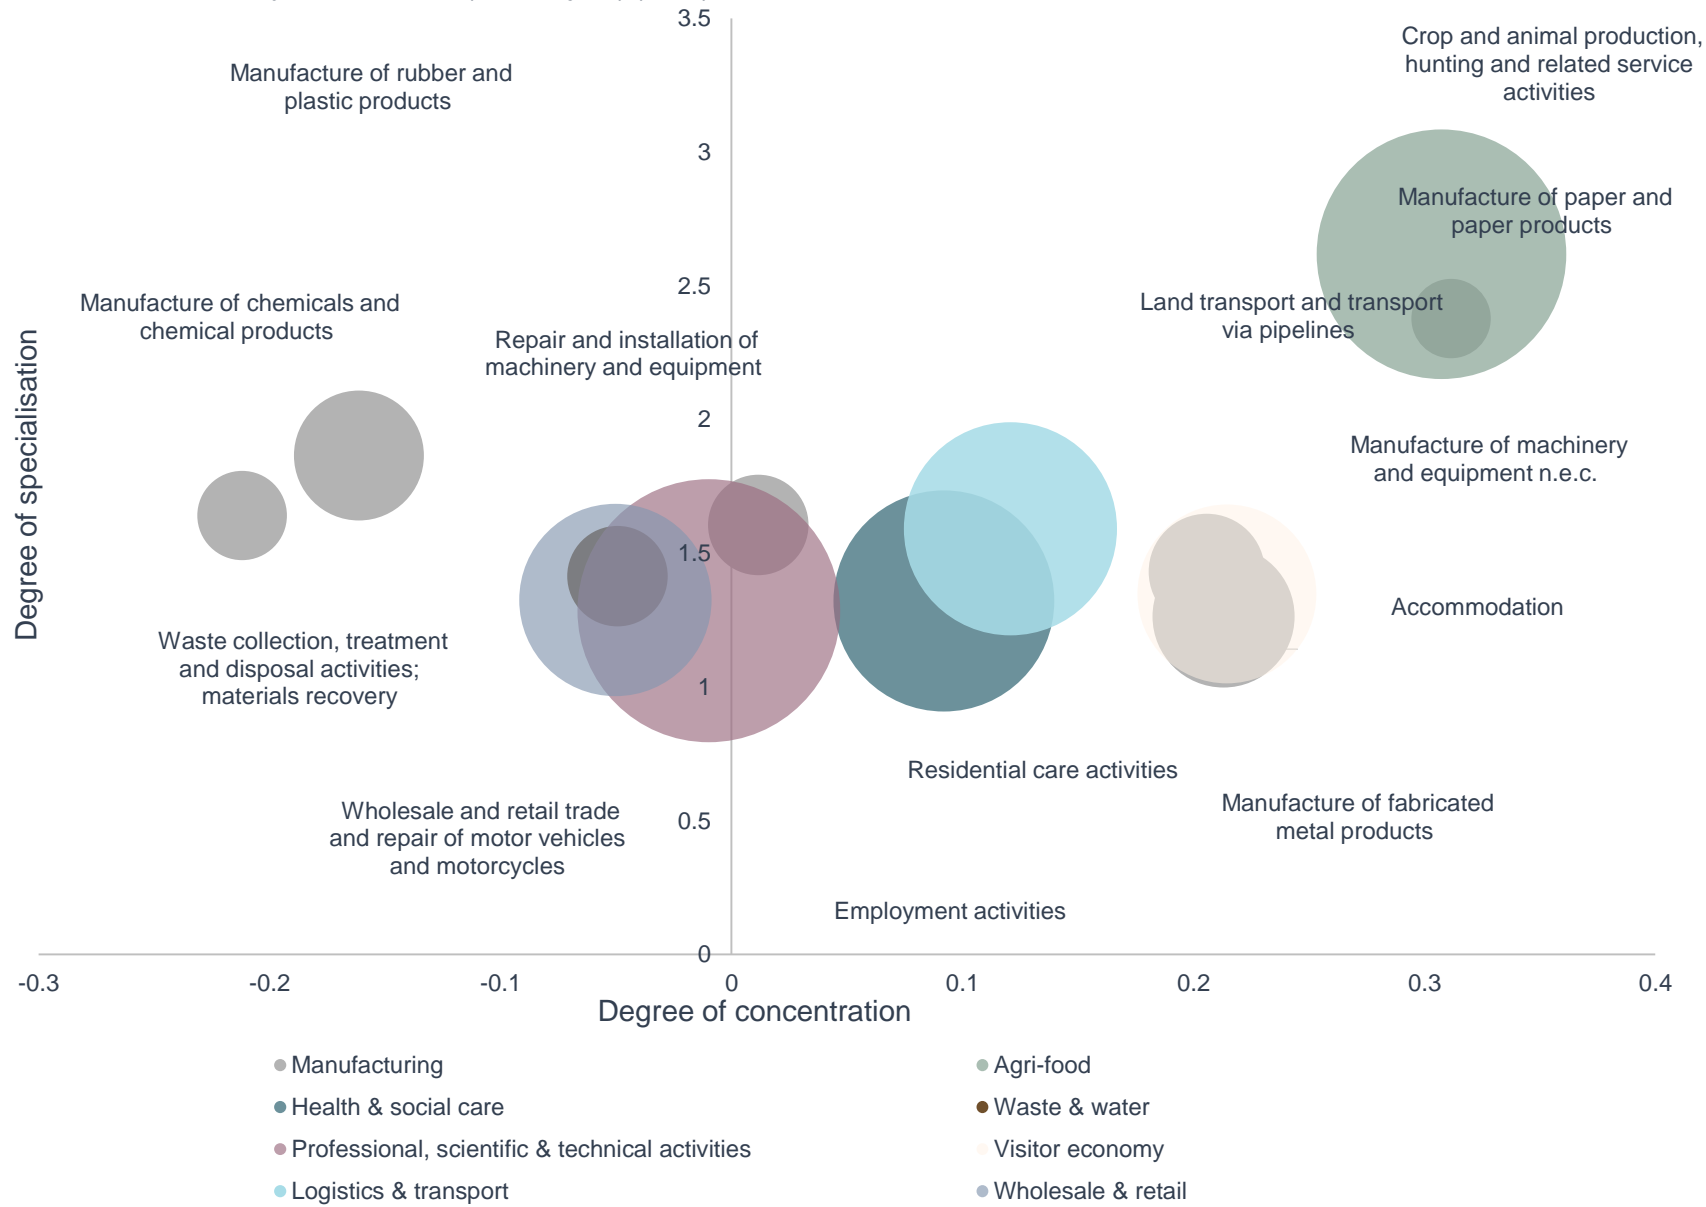 3.5
Crop and animal production,
hunting and related service
activities
Manufacture of rubber and
plastic products
3
Manufacture of paper and
paper products
2.5
Manufacture of chemicals and
chemical products
Land transport and transport
via pipelines
Repair and installation of
machinery and equipment
Degree of specialisation
2
Manufacture of machinery
and equipment n.e.c.
1.5
Accommodation
Waste collection, treatment
and disposal activities;
materials recovery
1
Residential care activities
Manufacture of fabricated
metal products
Wholesale and retail trade
and repair of motor vehicles
and motorcycles
0.5
Employment activities
0
-0.3
-0.2
-0.1
0
0.1
0.2
0.3
0.4
Degree of concentration
Manufacturing
Agri-food
Health & social care
Waste & water
Professional, scientific & technical activities
Visitor economy
Logistics & transport
Wholesale & retail